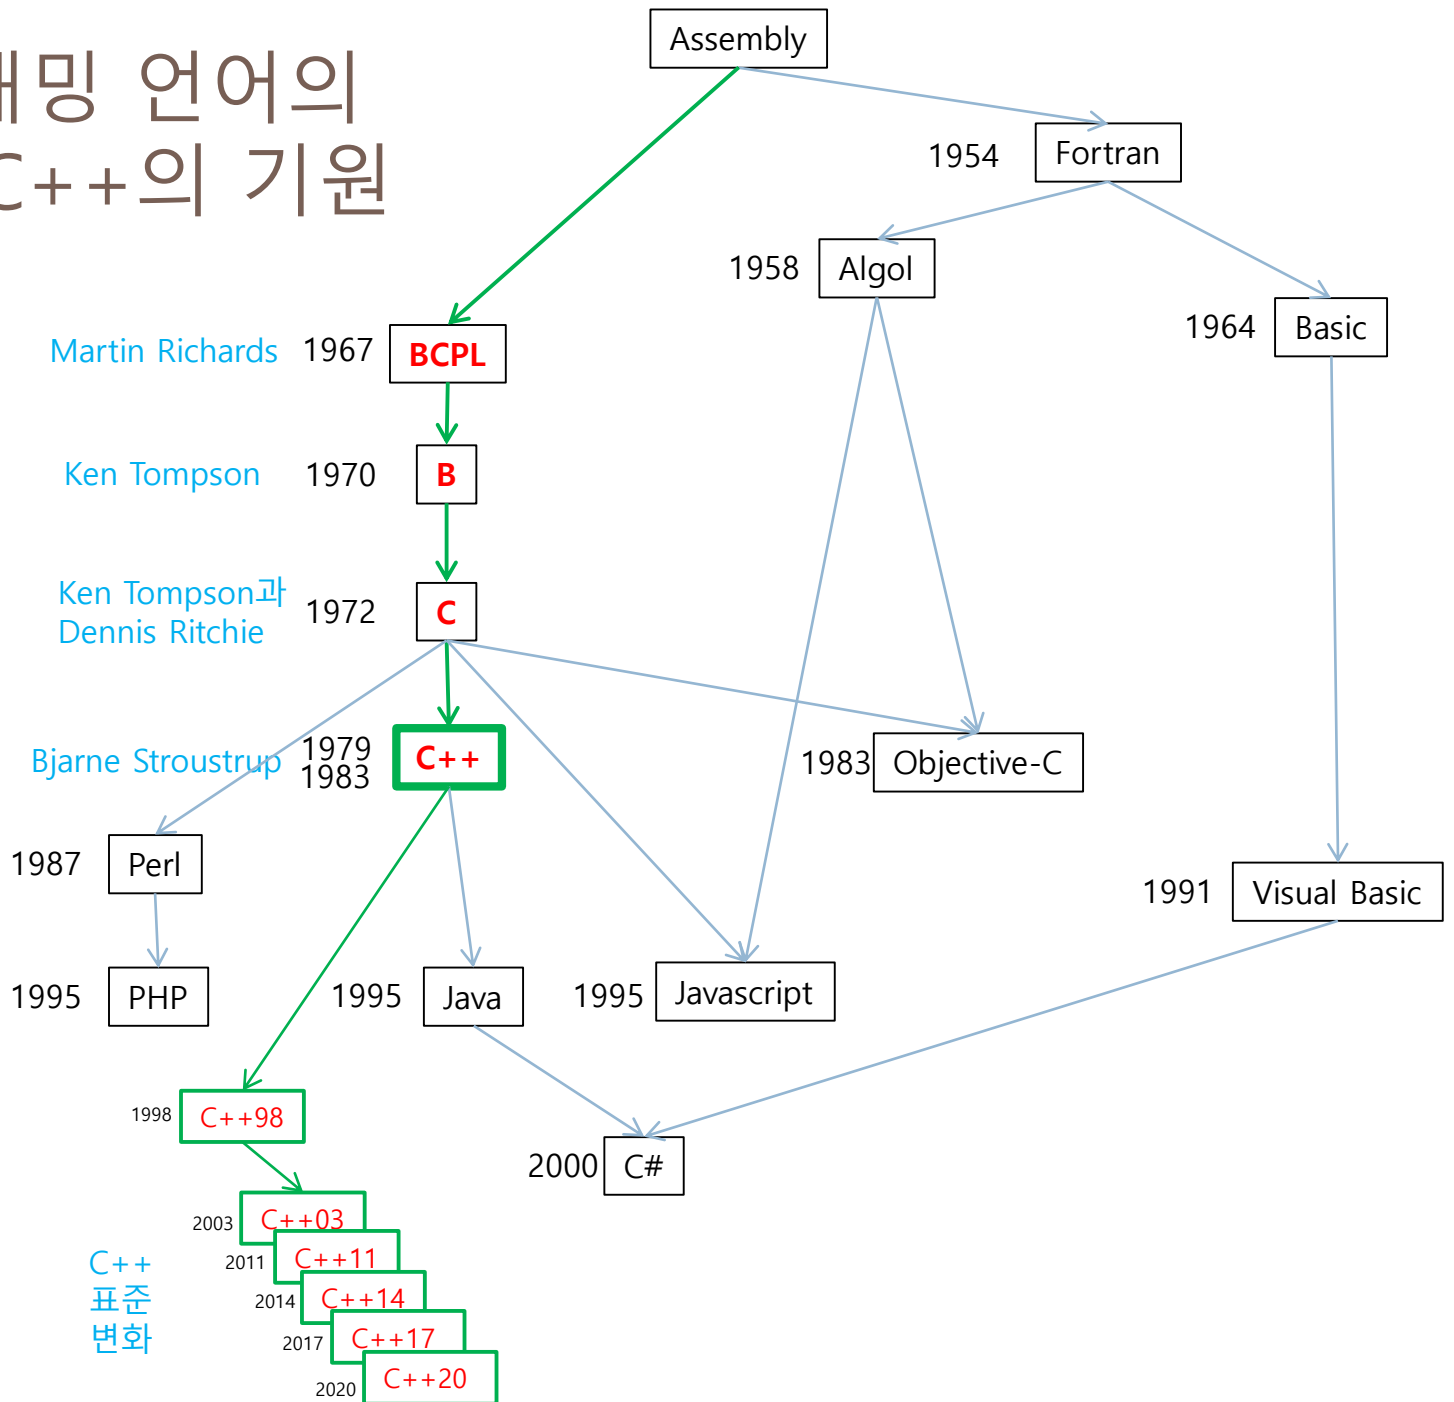 Assembly
밍 언어의
C++의 기원
1954 Fortran
1958 Algol
1964 Basic
Martin Richards 1967 BCPL
Ken Tompson 1970 B
Ken Tompson과
Dennis Ritchie
1972 C
Bjarne Stroustrup
1979
1983
C++
1983 Objective-C
1987 Perl
1991 Visual Basic
1995 PHP
1995 Java
1995 Javascript
1998 C++98
2000 C#
2003 C++03
2011 C++11
2014 C++14
2017 C++17
2020 C++20
C++
표준
변화